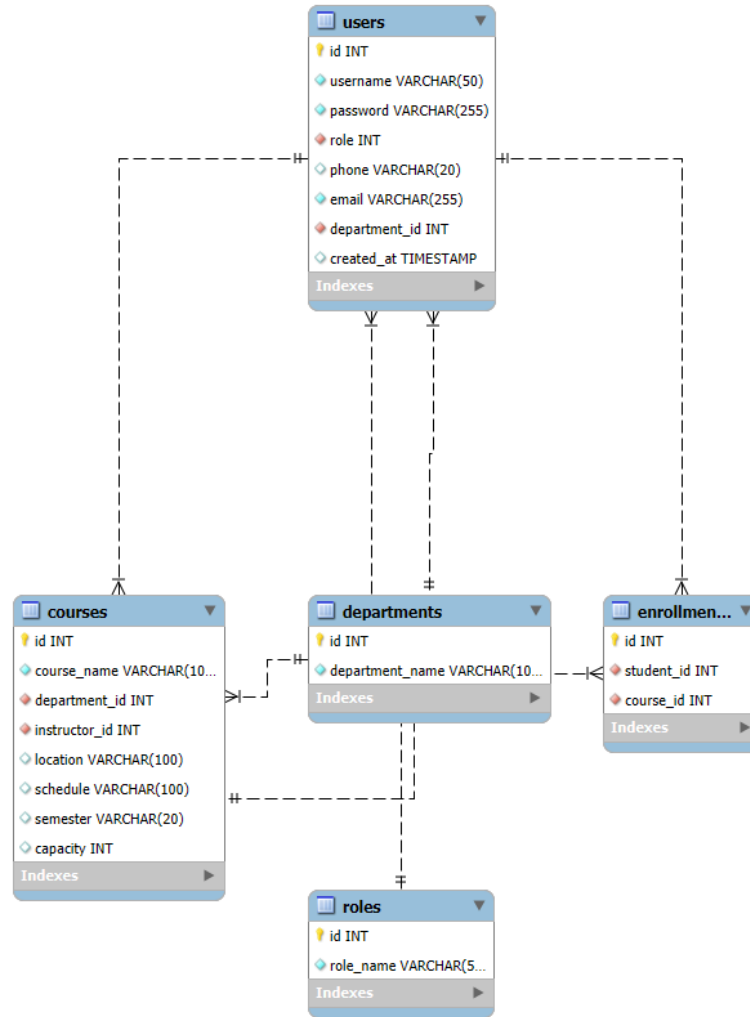 users
id INT
username VARCHAR(50)
password VARCHAR(255)
role INT
phone VARCHAR(20)
email VARCHAR(255)
department_id INT
created_at TIMESTAMP
Indexes
courses
id INT
course_name VARCHAR(10...
department_id INT
instructor_id INT
location VARCHAR(100)
schedule VARCHAR(100)
semester VARCHAR(20)
capacity INT
Indexes
departments
id INT
department_name VARCHAR(10...
Indexes
enrollmen...
id INT
student_id INT
course_id INT
Indexes
roles
id INT
role_name VARCHAR(5...
Indexes